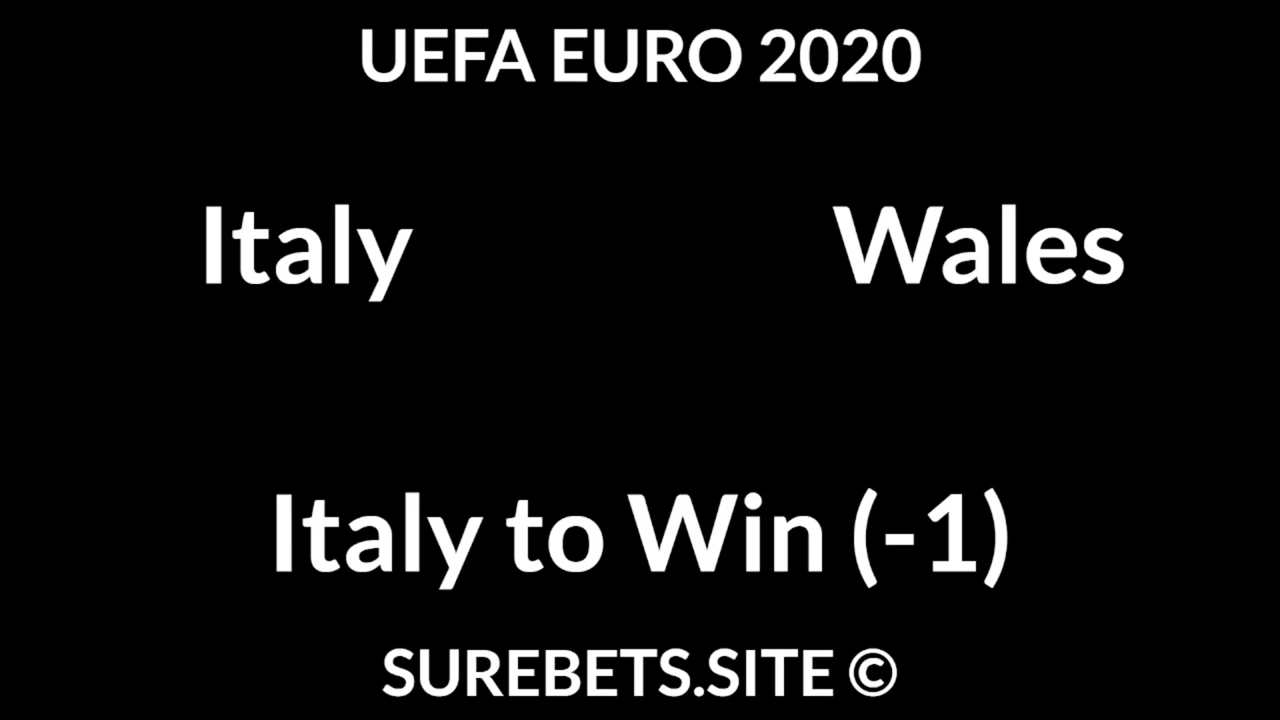 UEFA EURO 2020
Italy Wales
Italy to Win (-1)
SUREBETS.SITE ©